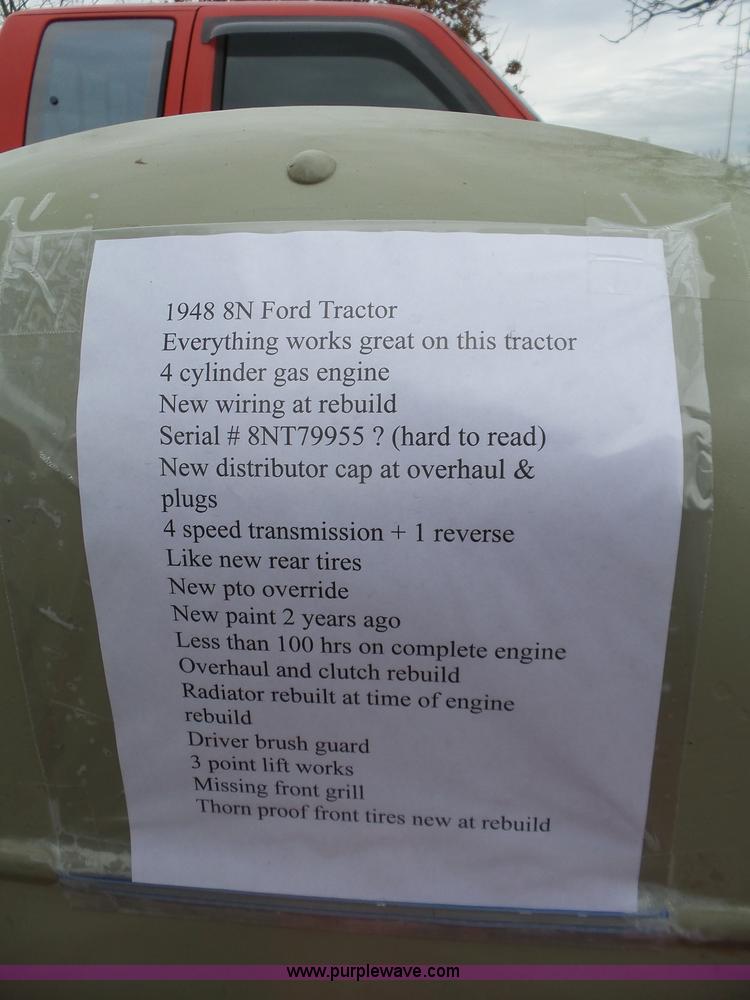 1948 8N Ford Tractor
Everything works great on this tractor
4 cylinder gas engine
New wiring at rebuild
Serial # 8NT79955 ? (hard to read)
New distributor cap at overhaul &
plugs
4 speed transmission + 1 reverse
Like new rear tires
New pto override
New paint 2 years ago
Less than 100 hrs on complete engine
Overhaul and clutch rebuild
Radiator rebuilt at time of engine
rebuild
Driver brush guard
3 point lift works
Missing front grill
Thorn proof front tires new at rebuild
www.purplewave.com